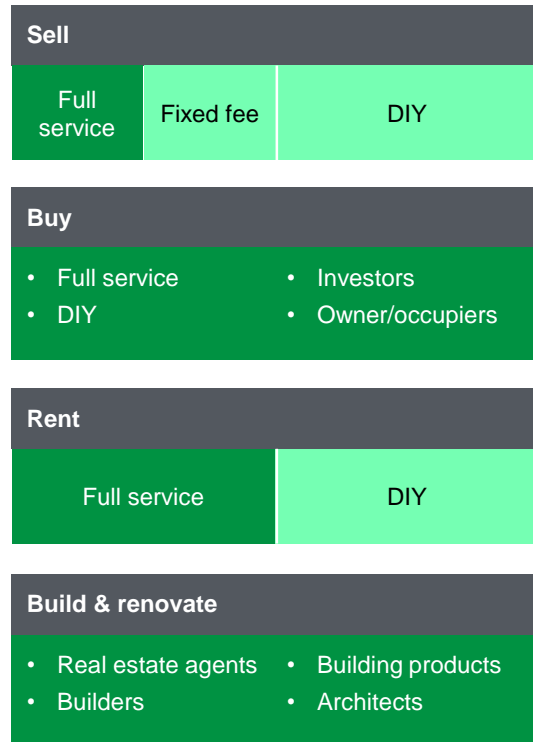 Sell
Full
service
Fixed fee
DIY
Buy
• Full service
• DIY
• Investors
• Owner/occupiers
Rent
Full service
DIY
Build & renovate
• Real estate agents
• Builders
• Building products
• Architects